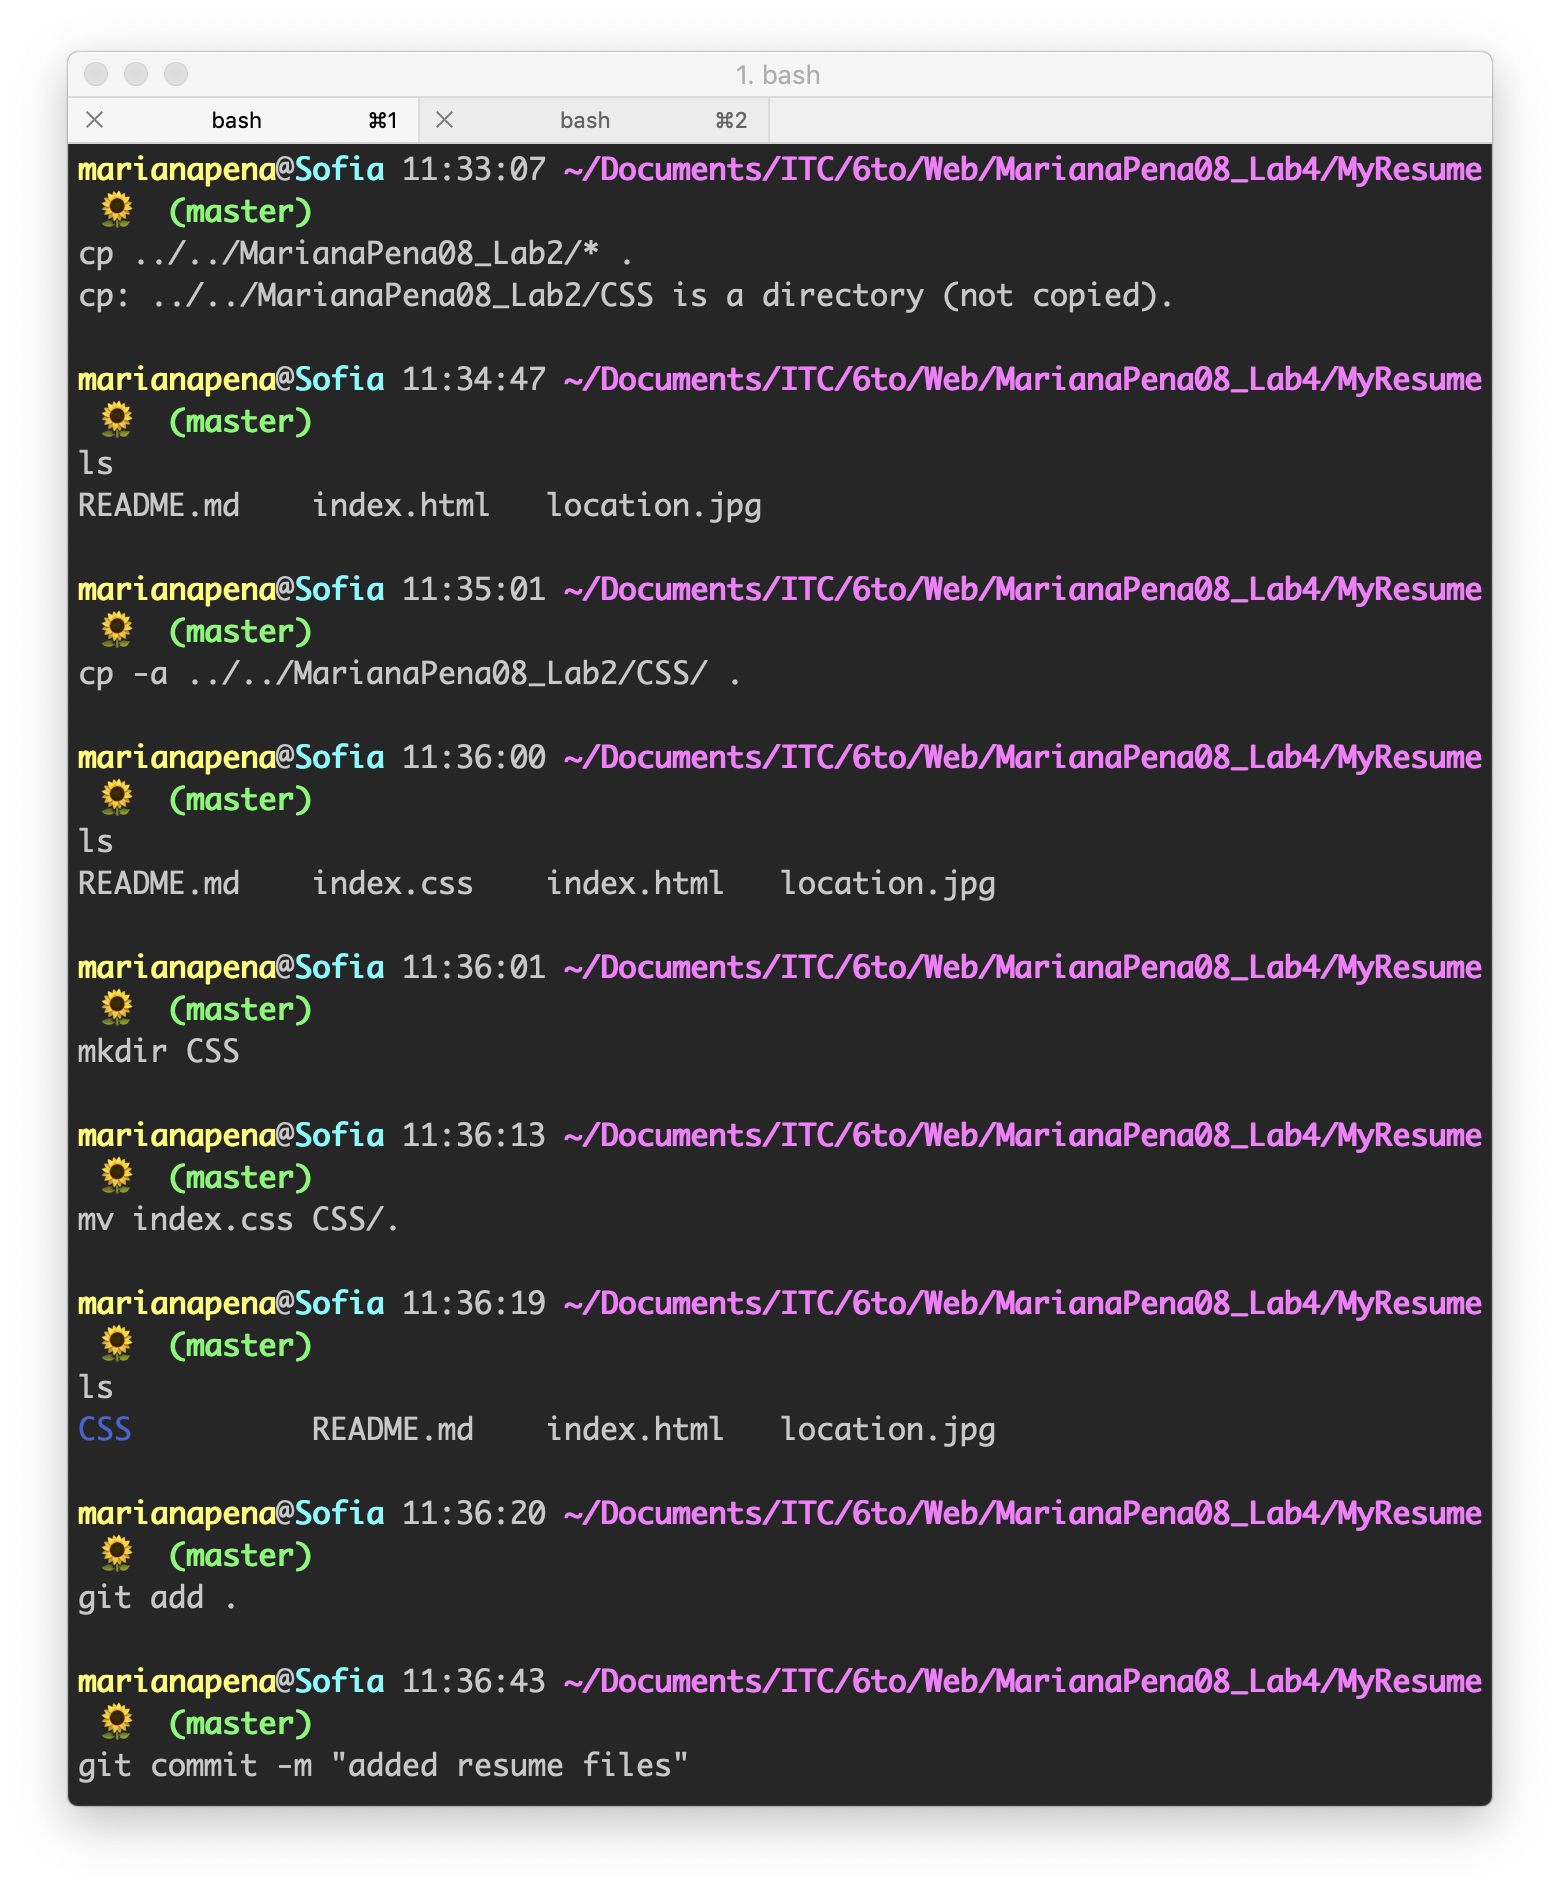 1. bash
bash ⌘1 bash ⌘2
marianapena@Sofia 11:33:07 ~/Documents/ITC/6to/Web/MarianaPena08_Lab4/MyResume
🌻 (master)
cp ../../MarianaPena08_Lab2/* .
cp: ../../MarianaPena08_Lab2/CSS is a directory (not copied).
marianapena@Sofia 11:34:47 ~/Documents/ITC/6to/Web/MarianaPena08_Lab4/MyResume
🌻 (master)
ls
README.md index.html location.jpg
marianapena@Sofia 11:35:01 ~/Documents/ITC/6to/Web/MarianaPena08_Lab4/MyResume
🌻 (master)
cp -a ../../MarianaPena08_Lab2/CSS/ .
marianapena@Sofia 11:36:00 ~/Documents/ITC/6to/Web/MarianaPena08_Lab4/MyResume
🌻 (master)
ls
README.md index.css index.html location.jpg
marianapena@Sofia 11:36:01 ~/Documents/ITC/6to/Web/MarianaPena08_Lab4/MyResume
🌻 (master)
mkdir CSS
marianapena@Sofia 11:36:13 ~/Documents/ITC/6to/Web/MarianaPena08_Lab4/MyResume
🌻 (master)
mv index.css CSS/.
marianapena@Sofia 11:36:19 ~/Documents/ITC/6to/Web/MarianaPena08_Lab4/MyResume
🌻 (master)
ls
CSS README.md index.html location.jpg
marianapena@Sofia 11:36:20 ~/Documents/ITC/6to/Web/MarianaPena08_Lab4/MyResume
🌻 (master)
git add .
marianapena@Sofia 11:36:43 ~/Documents/ITC/6to/Web/MarianaPena08_Lab4/MyResume
🌻 (master)
git commit -m "added resume files"